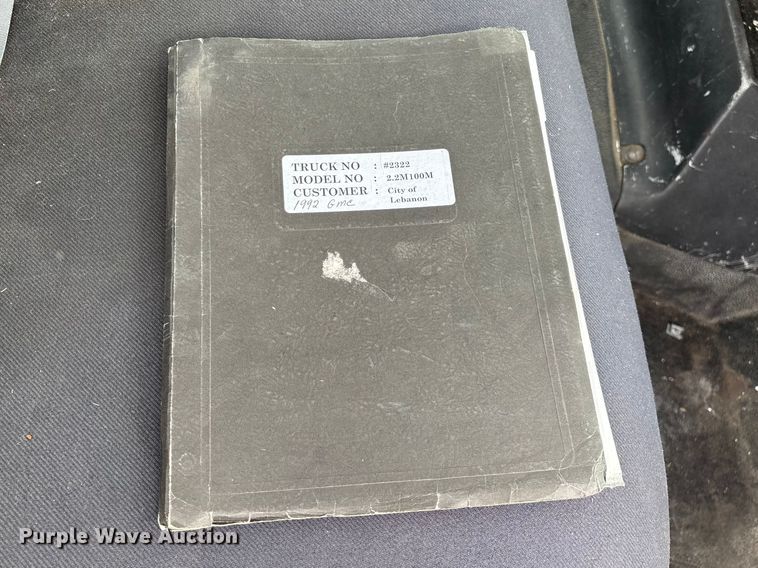 TRUCK NO : #2322
MODEL NO : 2.2M100M
CUSTOMER : City of
1992 GMC Lebanon
Purple Wave Auction